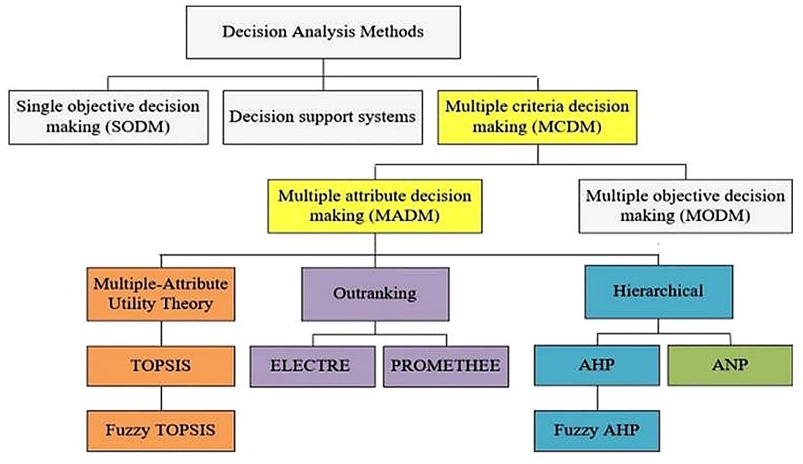 Decision Analysis Methods
Single objective decision
making (SODM)
Decision support systems
Multiple criteria decision
making (MCDM)
Multiple attribute decision
making (MADM)
Multiple objective decision
making (MODM)
Multiple-Attribute
Utility Theory
Outranking
Hierarchical
TOPSIS
ELECTRE
PROMETHEE
AHP
ANP
Fuzzy TOPSIS
Fuzzy AHP